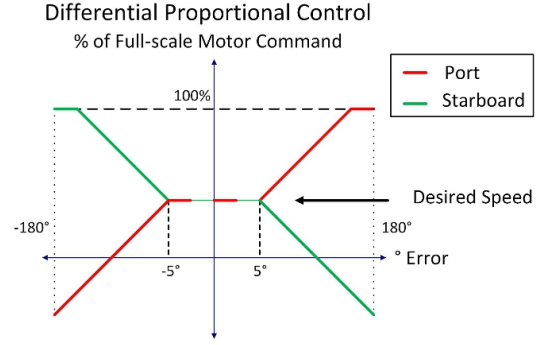 Differential Proportional Control
% of Full-scale Motor Command
Port
Starboard
100%
Desired Speed
-180°
180°
° Error
-5°
5°